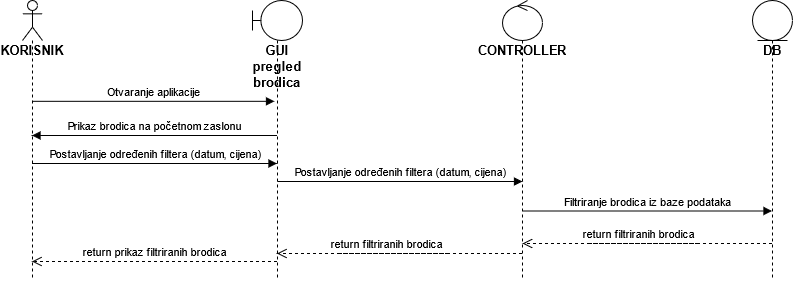 KORISNIK
GUI
pregled
brodica
CONTROLLER
DB
Otvaranje aplikacije
Prikaz brodica na početnom zaslonu
Postavljanje određenih filtera (datum, cijena)
Postavljanje određenih filtera (datum, cijena)
Filtriranje brodica iz baze podataka
return filtriranih brodica
return filtriranih brodica
return prikaz filtriranih brodica